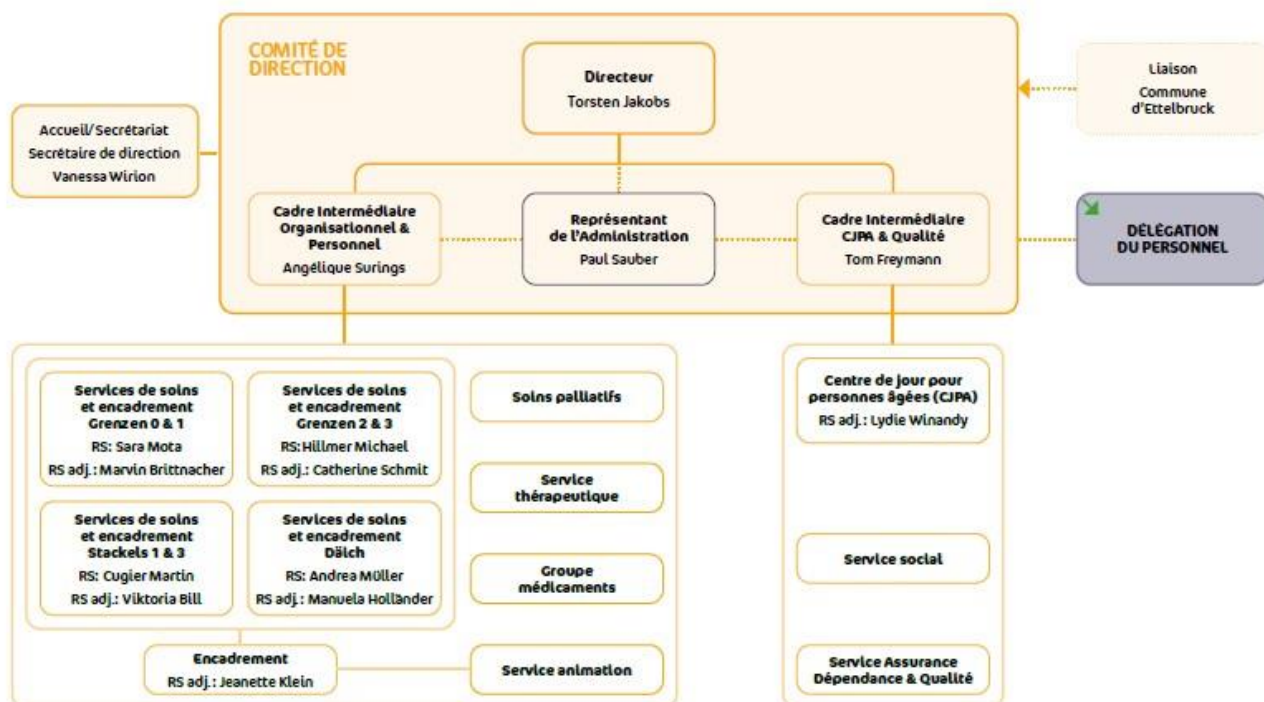 COMITÉ DE
DIRECTION
Directeur
Torsten Jakobs
Liaison
Commune
d'Ettelbruck
Accueil/Secrétariat
Secrétaire de direction
Vanessa Wirion
Cadre Intermédiaire
Organisationnel &
Personnel
Angélique Surings
Représentant
de l'Administration
Paul Sauber
Cadre Intermédiaire
CJPA & Qualité
Tom Freymann
DÉLÉGATION
DU PERSONNEL
Services de soins
et encadrement
Grenzen 0 & 1
RS: Sara Mota
RS adj.: Marvin Brittnacher
Services de soins
et encadrement
Grenzen 2 & 3
RS:Hillmer Michael
RS adj.: Catherine Schmit
Services de soins
et encadrement
Stackels 1 & 3
RS: Cugier Martin
RS adj.: Viktoria Bill
Services de soins
et encadrement
Däich
RS: Andrea Müller
RS adj.: Manuela Holländer
Encadrement
RS adj.: Jeanette Klein
Soins palliatifs
Service
thérapeutique
Groupe
médicaments
Service animation
Centre de jour pour
personnes âgées (CJPA)
RS adj.: Lydie Winandy
Service social
Service Assurance
Dépendance & Qualité